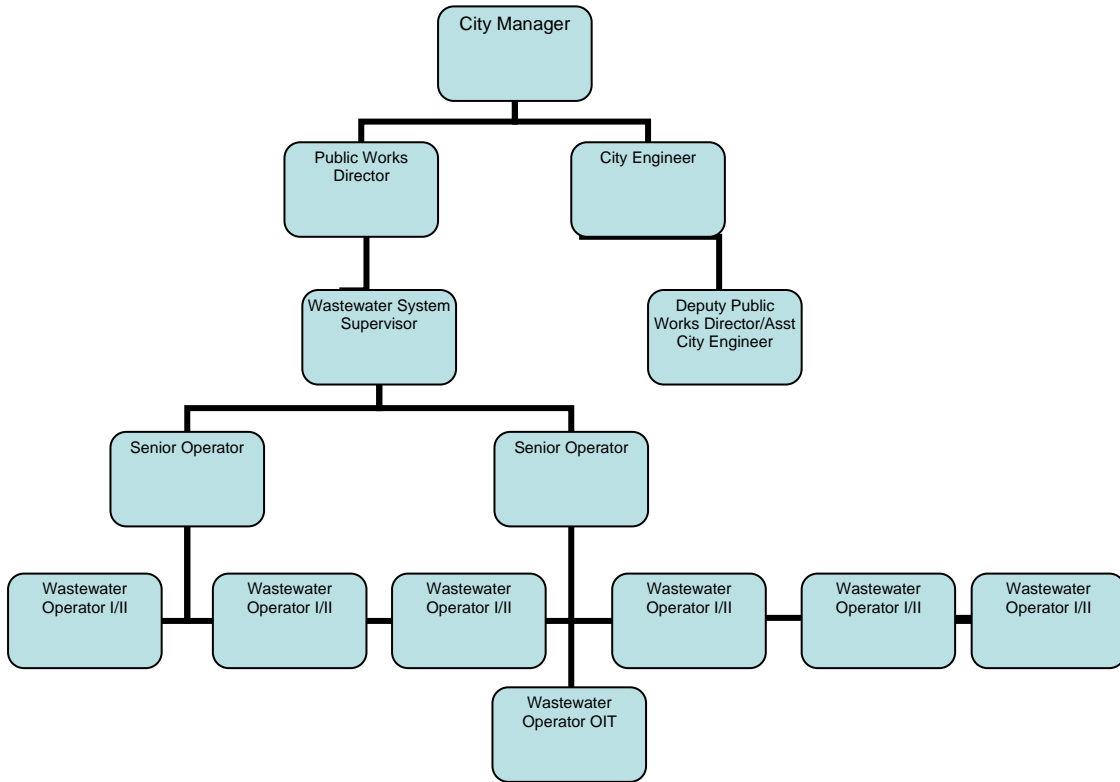 City Manager
Public Works
Director
City Engineer
Wastewater System
Supervisor
Deputy Public
Works Director/Asst
City Engineer
Senior Operator
Senior Operator
Wastewater
Operator I/II
Wastewater
Operator I/II
Wastewater
Operator I/II
Wastewater
Operator I/II
Wastewater
Operator I/II
Wastewater
Operator I/II
Wastewater
Operator OIT